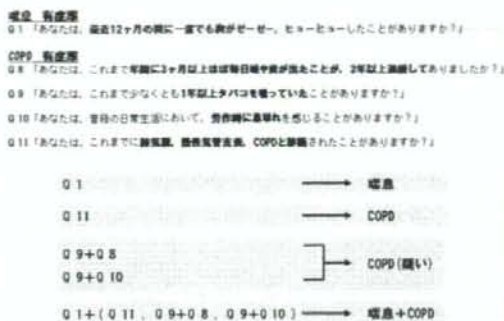 喘息 有症率
Q1「あなたは、最近12ヶ月の間に一度でも胸がゼーゼー、ヒューヒューしたことがありますか？」
COPD 有症率
Q8「あなたは、これまで年間に3ヶ月以上ほぼ毎日咳や痰が出たことが、2年以上連続してありましたか？」
Q9「あなたは、これまで少なくとも1年以上タバコを吸っていたことがありますか？」
Q10「あなたは、普段の日常生活において、労作時に息切れを感じることがありますか？」
Q11「あなたは、これまでに肺気腫、慢性気管支炎、COPDと診断されたことがありますか？」
Q1 → 喘息
Q11 → COPD
Q9+Q8
Q9+Q10
COPD(疑い)
Q1+(Q11, Q9+Q8, Q9+Q10) → 喘息+COPD